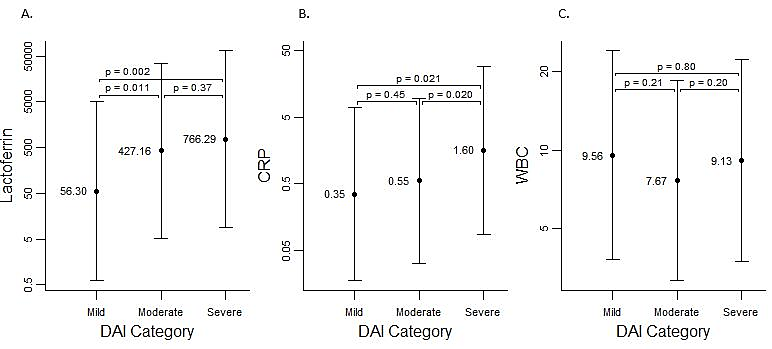 A.
B.
C.
Lactoferrin
50000
5000
500
50
5
0.5
p = 0.002
p = 0.011
p = 0.37
56.30
427.16
766.29
Mild
Moderate
Severe
DAI Category
CRP
50
5
0.5
0.05
p = 0.021
p = 0.45
p = 0.020
0.35
0.55
1.60
Mild
Moderate
Severe
DAI Category
WBC
20
10
5
p = 0.80
p = 0.21
p = 0.20
9.56
7.67
9.13
Mild
Moderate
Severe
DAI Category